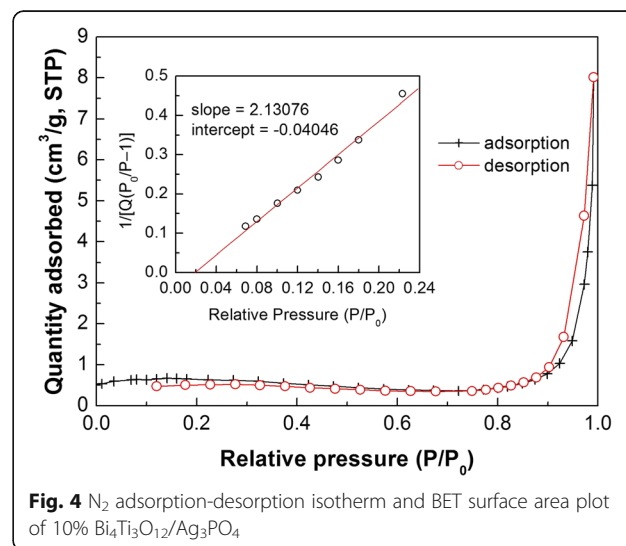 9
8
7
6
5
4
3
2
1
0
Quantity adsorbed (cm³/g, STP)
0.5
0.4
0.3
0.2
0.1
0.0
1/[Q(P₀/P−1)]
slope = 2.13076
intercept = -0.04046
0.00 0.04 0.08 0.12 0.16 0.20 0.24
Relative Pressure (P/P₀)
adsorption
desorption
0.0 0.2 0.4 0.6 0.8 1.0
Relative pressure (P/P₀)
Fig. 4 N₂ adsorption-desorption isotherm and BET surface area plot
of 10% Bi₄Ti₃O₁₂/Ag₃PO₄